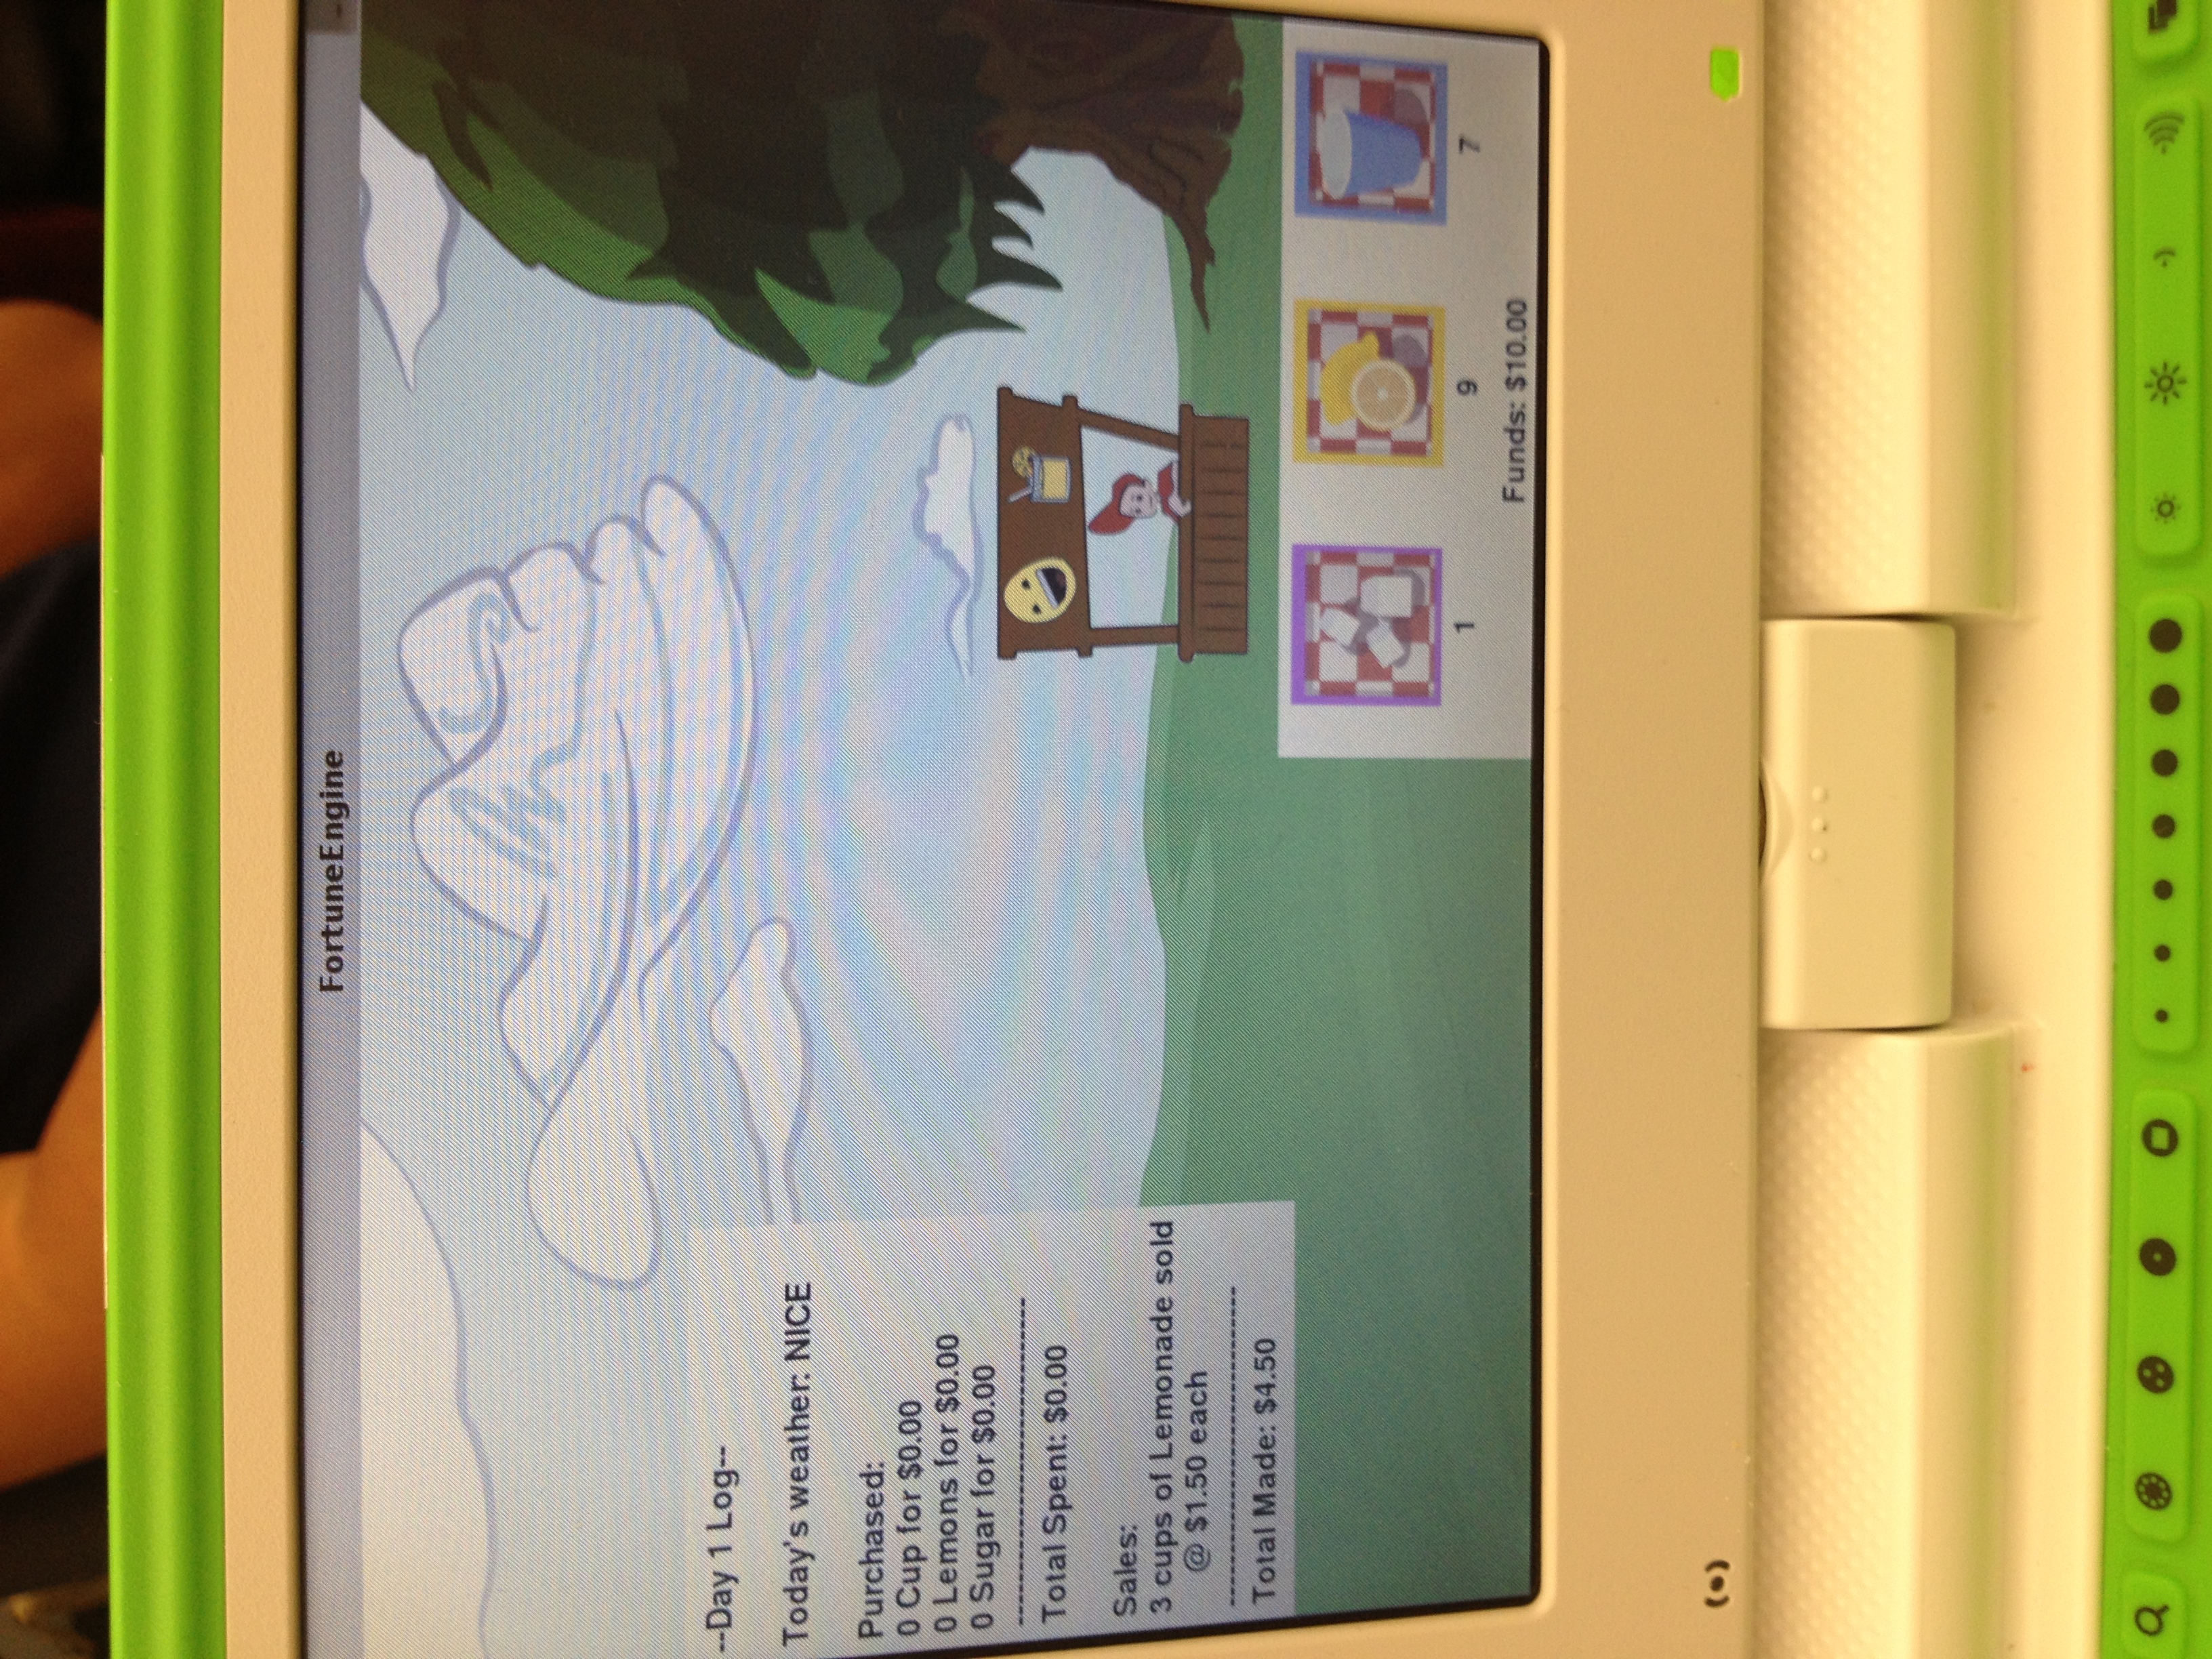 FortuneEngine
--Day 1 Log--
Today's weather: NICE
Purchased:
0 Cup for $0.00
0 Lemons for $0.00
0 Sugar for $0.00
------------------------------
Total Spent: $0.00
Sales:
3 cups of Lemonade sold
@ $1.50 each
------------------------------
Total Made: $4.50
1
9
7
Funds: $10.00